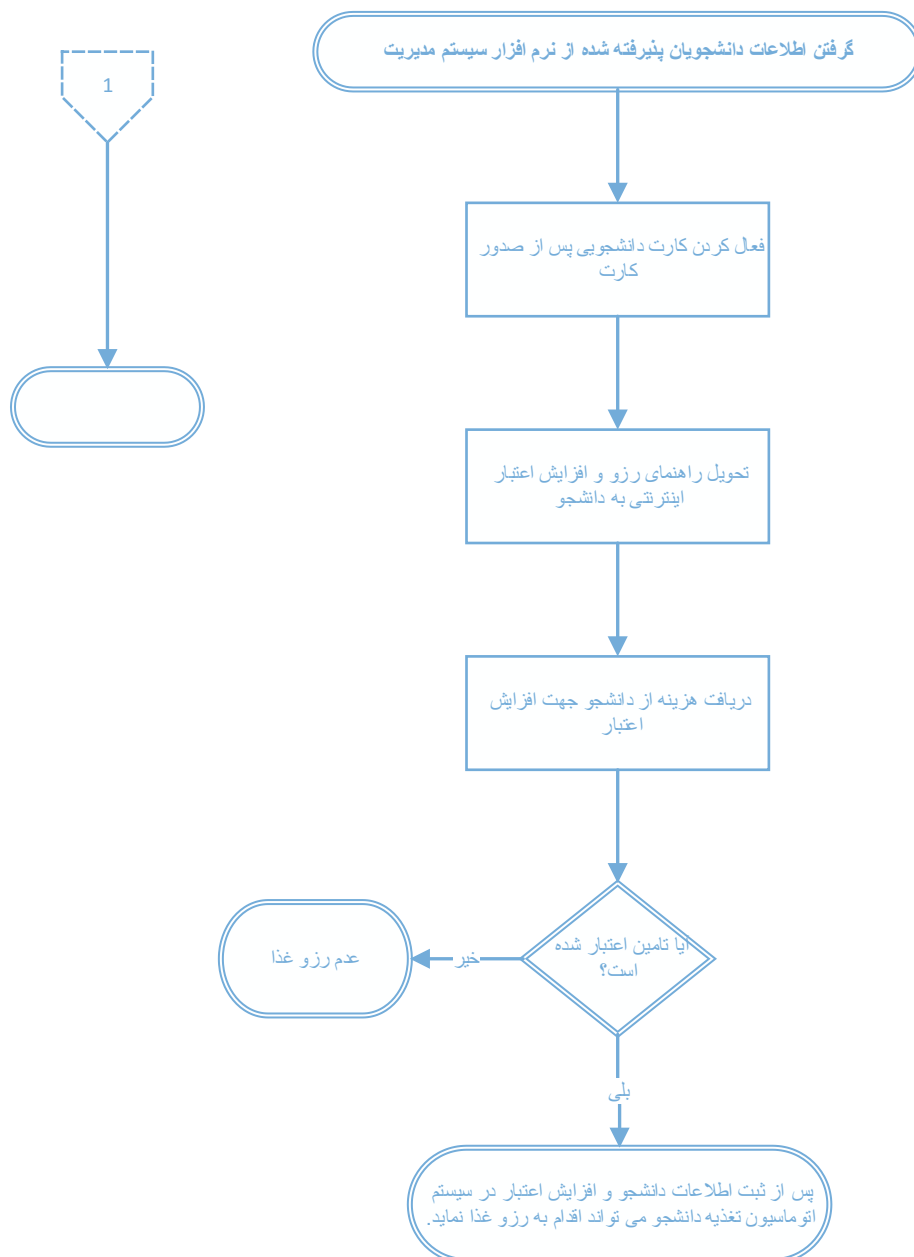 گرفتن اطلاعات دانشجویان پذیرفته شده از نرم افزار سیستم مدیریت
1
فعال کردن کارت دانشجویی پس از صدور
کارت
تحویل راهنمای رزو و افزایش اعتبار
اینترنتی به دانشجو
دریافت هزینه از دانشجو جهت افزایش
اعتبار
آیا تامین اعتبار شده
است؟
خیر
عدم رزو غذا
بلی
پس از ثبت اطلاعات دانشجو و افزایش اعتبار در سیستم
اتوماسیون تغذیه دانشجو می تواند اقدام به رزو غذا نماید.